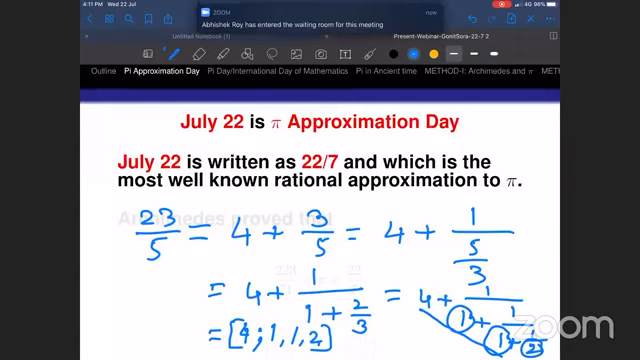 4:11 PM Wed 22 Jul
4G 96%
ZOOM now
Abhishek Roy has entered the waiting room for this meeting
Untitled Notebook
Present-Webinar-GonitSora-22-7 2
Outline Pi Approximation Day Pi Day/International Day of Mathematics Pi in Ancient time METHOD-I: Archimedes and π METHO
July 22 is π Approximation Day
July 22 is written as 22/7 and which is the
most well known rational approximation to π.
Archimedes proved that
23/5 = 4 + 3/5 = 4 + 1/(5/3)
= 4 + 1/(1 + 2/3) = 4 + 1/(1 + 1/(1 + 1/2))
= [4; 1, 1, 2]
zoom